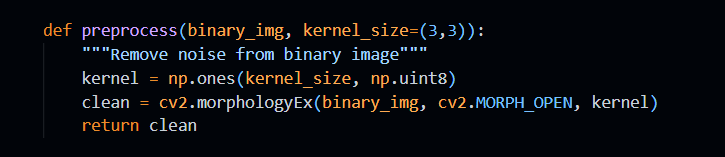 def preprocess(binary_img, kernel_size=(3,3)):
    """Remove noise from binary image"""
    kernel = np.ones(kernel_size, np.uint8)
    clean = cv2.morphologyEx(binary_img, cv2.MORPH_OPEN, kernel)
    return clean